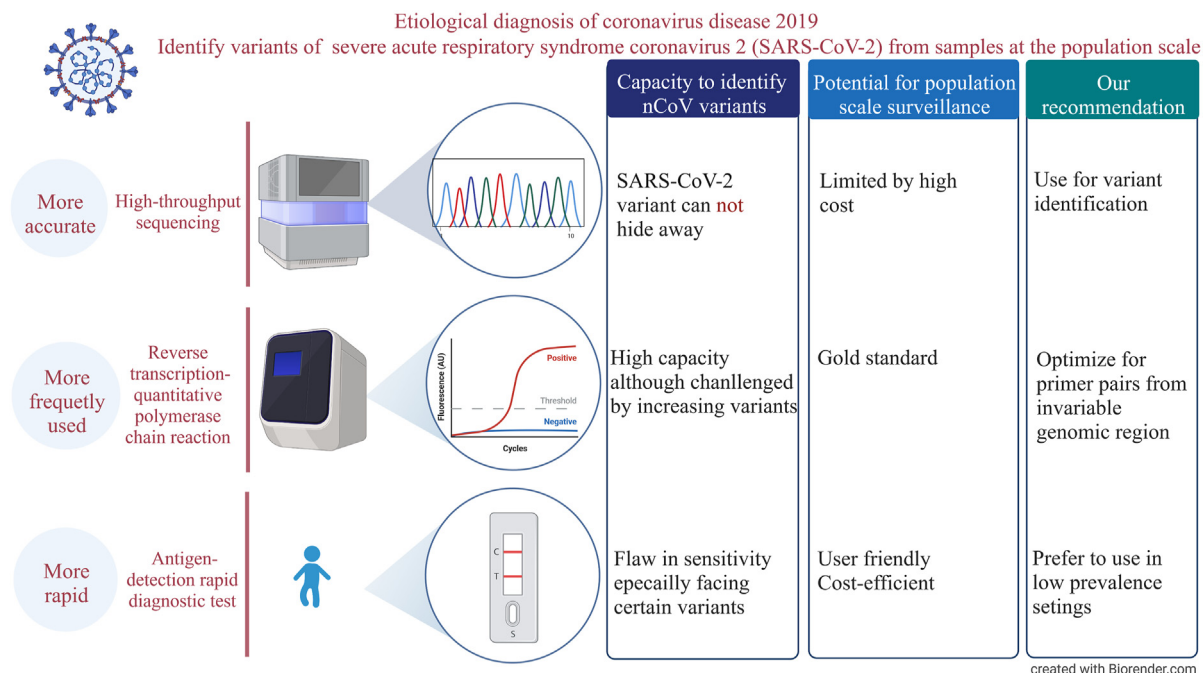 Etiological diagnosis of coronavirus disease 2019
Identify variants of severe acute respiratory syndrome coronavirus 2 (SARS-CoV-2) from samples at the population scale
Capacity to identify
nCoV variants
Potential for population
scale surveillance
Our
recommendation
More
accurate
High-throughput
sequencing
1
10
SARS-CoV-2
variant can not
hide away
Limited by high
cost
Use for variant
identification
More
frequetly
used
Reverse
transcription-
quantitative
polymerase
chain reaction
Fluorescence (AU)
Positive
Threshold
Negative
Cycles
High capacity
although chanllenged
by increasing variants
Gold standard
Optimize for
primer pairs from
invariable
genomic region
More
rapid
Antigen-
detection rapid
diagnostic test
C
T
S
Flaw in sensitivity
epecailly facing
certain variants
User friendly
Cost-efficient
Prefer to use in
low prevalence
setings
created with Biorender.com